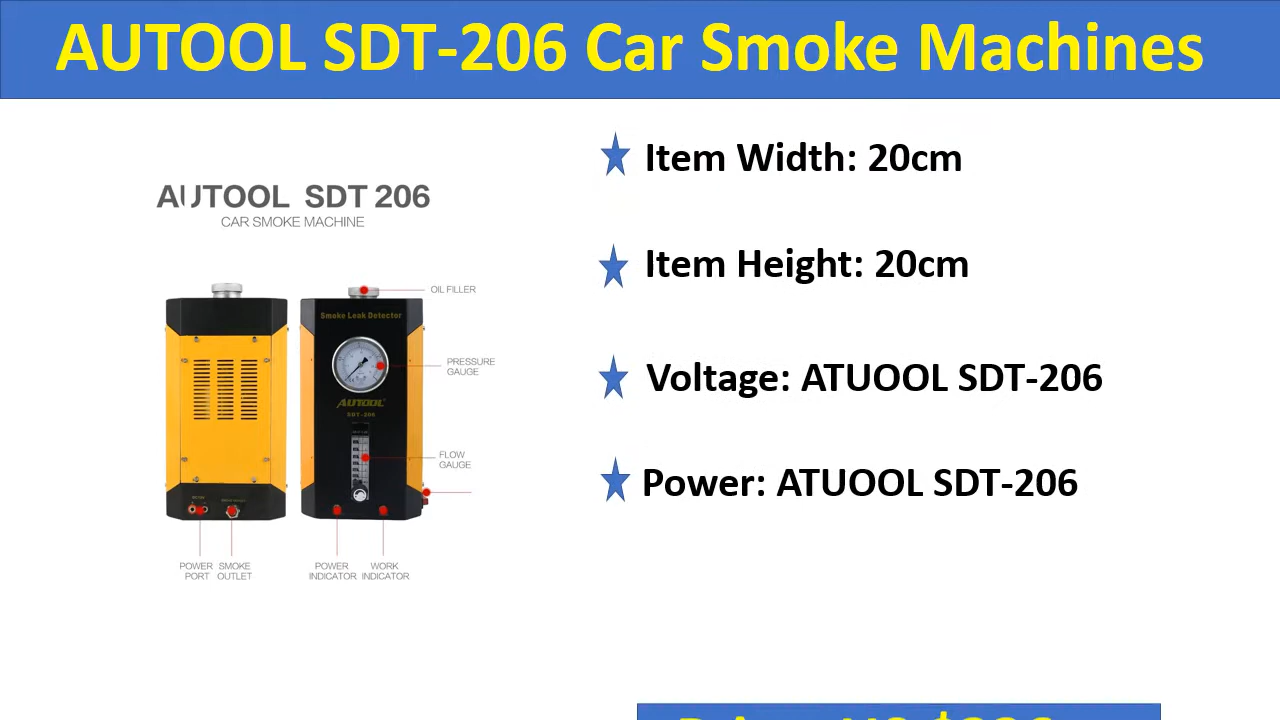 AUTOOL SDT-206 Car Smoke Machines
AUTOOL SDT 206
CAR SMOKE MACHINE
OIL FILLER
Smoke Leak Detector
PRESSURE
GAUGE
AUTOOL
SDT-206
FLOW
GAUGE
POWER
PORT
SMOKE
OUTLET
POWER
INDICATOR
WORK
INDICATOR
Item Width: 20cm
Item Height: 20cm
Voltage: ATUOOL SDT-206
Power: ATUOOL SDT-206